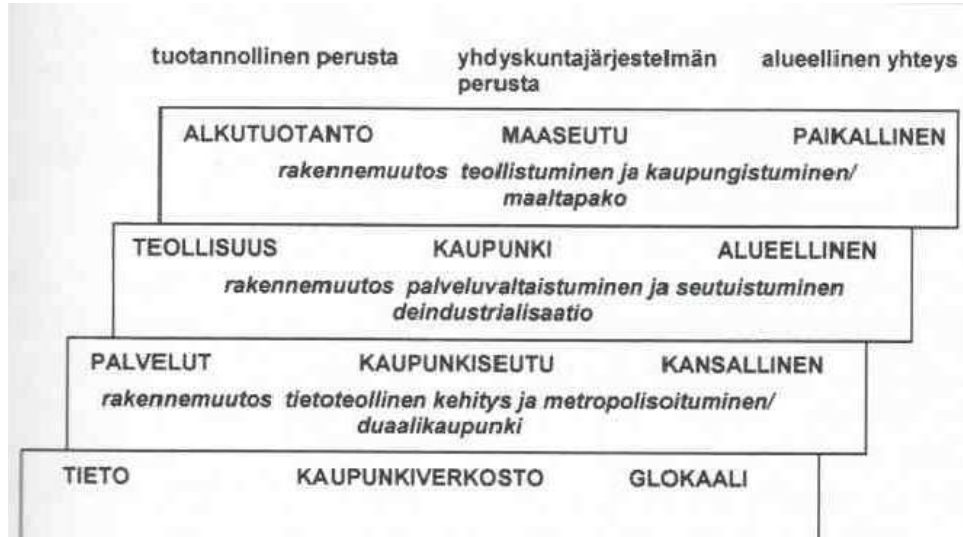 tuotannollinen perusta yhdyskuntajärjestelmän alueellinen yhteys
perusta
ALKUTUOTANTO MAASEUTU PAIKALLINEN
rakennemuutos teollistuminen ja kaupungistuminen/
maaltapako
TEOLLISUUS KAUPUNKI ALUEELLINEN
rakennemuutos palveluvaltaistuminen ja seutuistuminen
deindustrialisaatio
PALVELUT KAUPUNKISEUTU KANSALLINEN
rakennemuutos tietoteollinen kehitys ja metropolisoituminen/
duaalikaupunki
TIETO KAUPUNKIVERKOSTO GLOKAALI